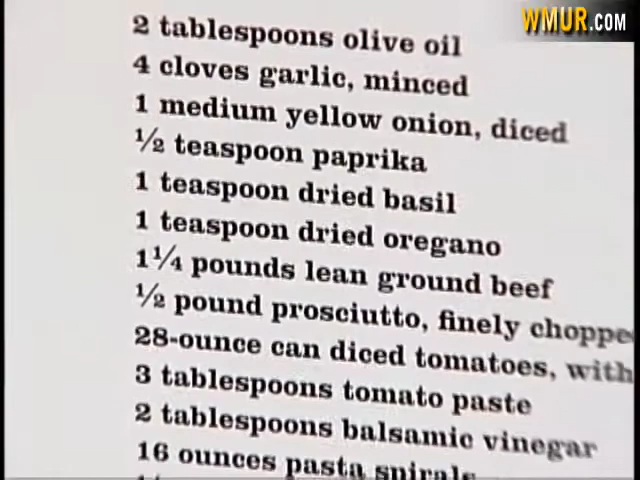 WMUR.COM
2 tablespoons olive oil
4 cloves garlic, minced
1 medium yellow onion, diced
½ teaspoon paprika
1 teaspoon dried basil
1 teaspoon dried oregano
1¼ pounds lean ground beef
½ pound prosciutto, finely choppe
28-ounce can diced tomatoes, with
3 tablespoons tomato paste
2 tablespoons balsamic vinegar
16 ounces pasta spirals